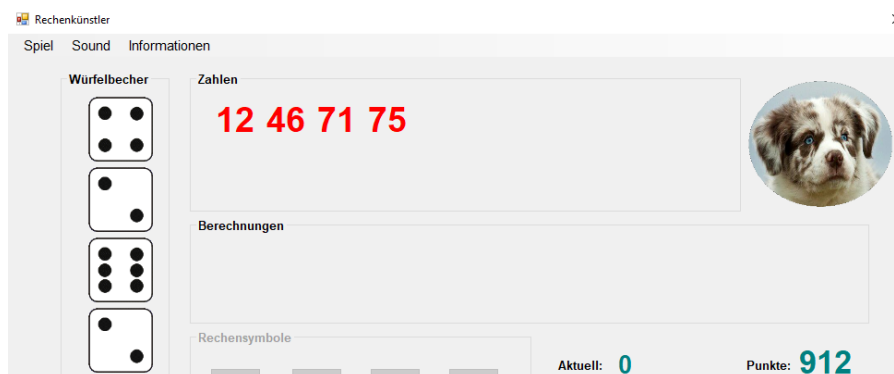 Rechenkünstler
Spiel Sound Informationen
Würfelbecher
Zahlen
12 46 71 75
Berechnungen
Rechensymbole
Aktuell: 0
Punkte: 912